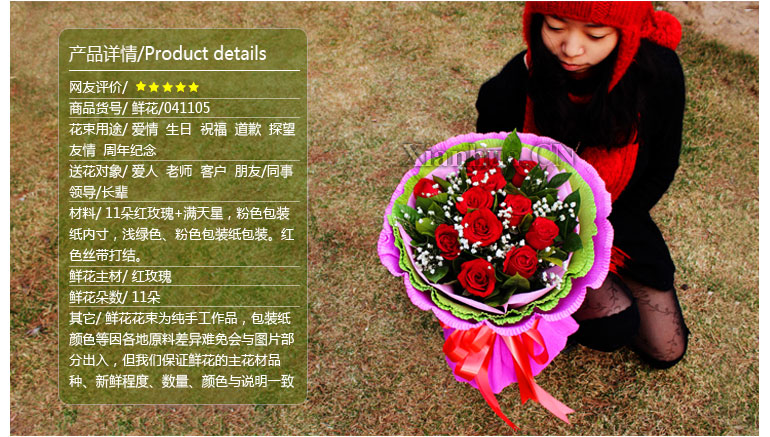 产品详情/Product details
网友评价/ ★★★★★
商品货号/ 鲜花/041105
花束用途/ 爱情 生日 祝福 道歉 探望
友情 周年纪念
送花对象/ 爱人 老师 客户 朋友/同事
领导/长辈
材料/ 11朵红玫瑰+满天星，粉色包装
纸内寸，浅绿色、粉色包装纸包装。红
色丝带打结。
鲜花主材/ 红玫瑰
鲜花朵数/ 11朵
其它/ 鲜花花束为纯手工作品，包装纸
颜色等因各地原料差异难免会与图片部
分出入，但我们保证鲜花的主花材品
种、新鲜程度、数量、颜色与说明一致